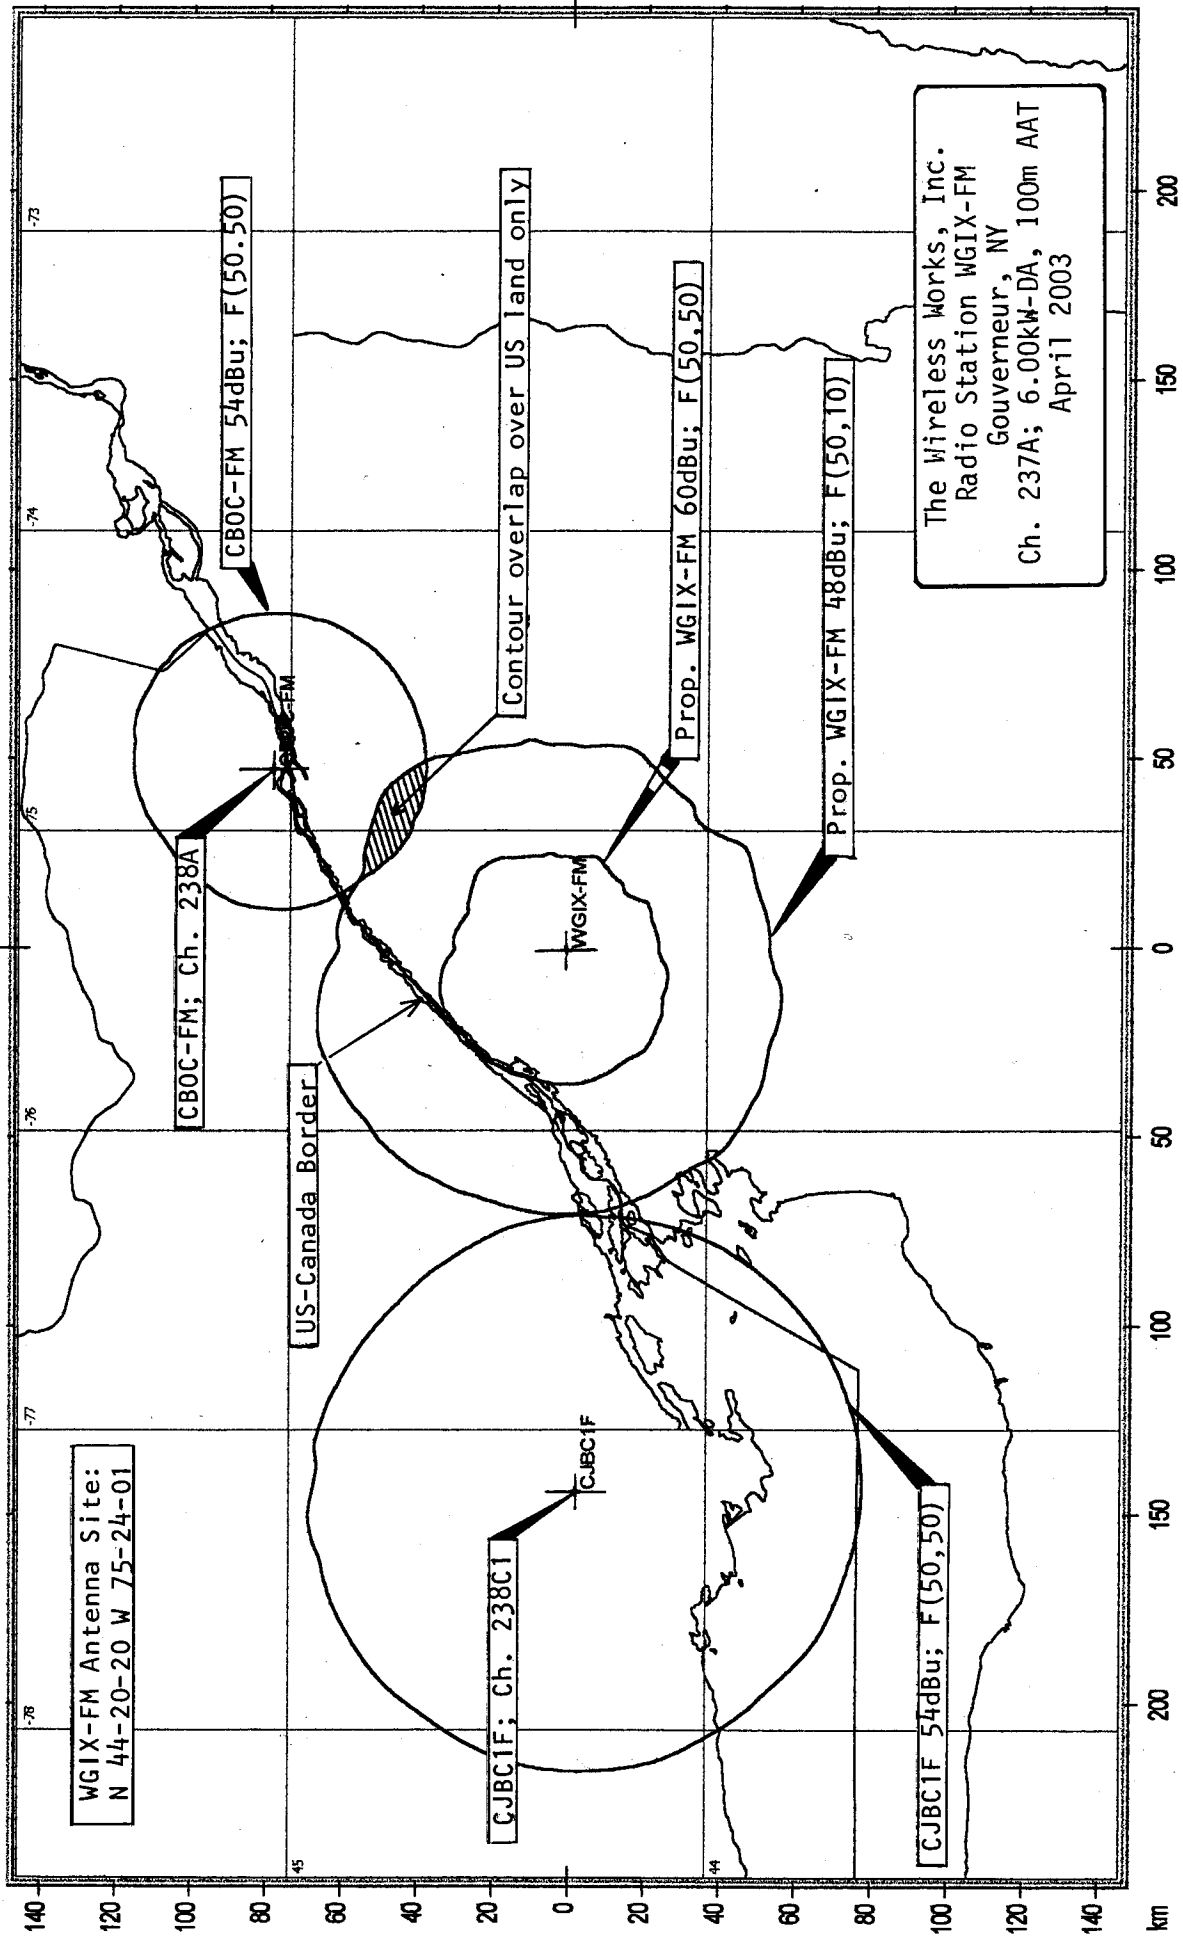 WGIX-FM Antenna Site:
N 44-20-20 W 75-24-01
-78
-77
-76
75
-74
-73
CBOC-FM; Ch. 238A
CBOC-FM 54dBu; F(50.50)
US-Canada Border
45
Contour overlap over US land only
CJBC1F; Ch. 238C1
CJBC1F
WGIX-FM
Prop. WGIX-FM 60dBu; F(50,50)
44
Prop. WGIX-FM 48dBu; F(50,10)
CJBC1F 54dBu; F(50,50)
The Wireless Works, Inc.
Radio Station WGIX-FM
Gouverneur, NY
Ch. 237A; 6.00kW-DA, 100m AAT
April 2003
140
120
100
80
60
40
20
0
20
40
60
80
100
120
140
km
200
150
100
50
0
50
100
150
200